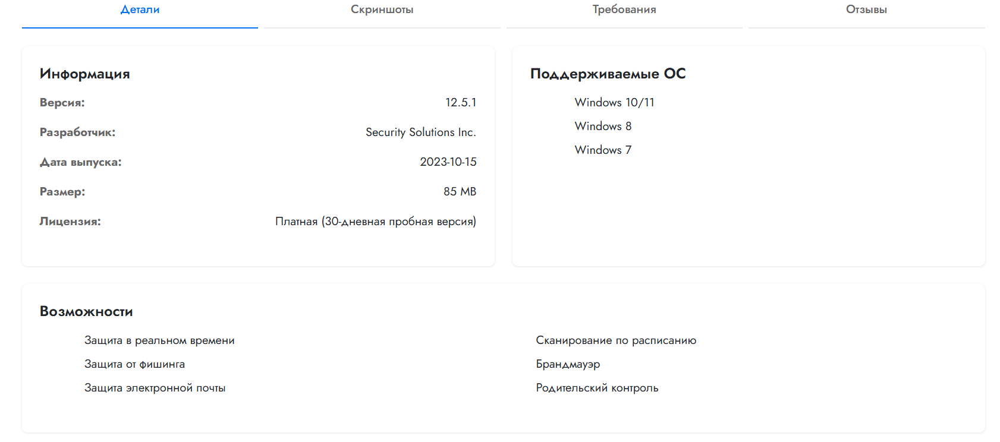 Детали
Скриншоты
Требования
Отзывы
Информация
Версия: 12.5.1
Разработчик: Security Solutions Inc.
Дата выпуска: 2023-10-15
Размер: 85 MB
Лицензия: Платная (30-дневная пробная версия)
Поддерживаемые ОС
Windows 10/11
Windows 8
Windows 7
Возможности
Защита в реальном времени
Сканирование по расписанию
Защита от фишинга
Брандмауэр
Защита электронной почты
Родительский контроль